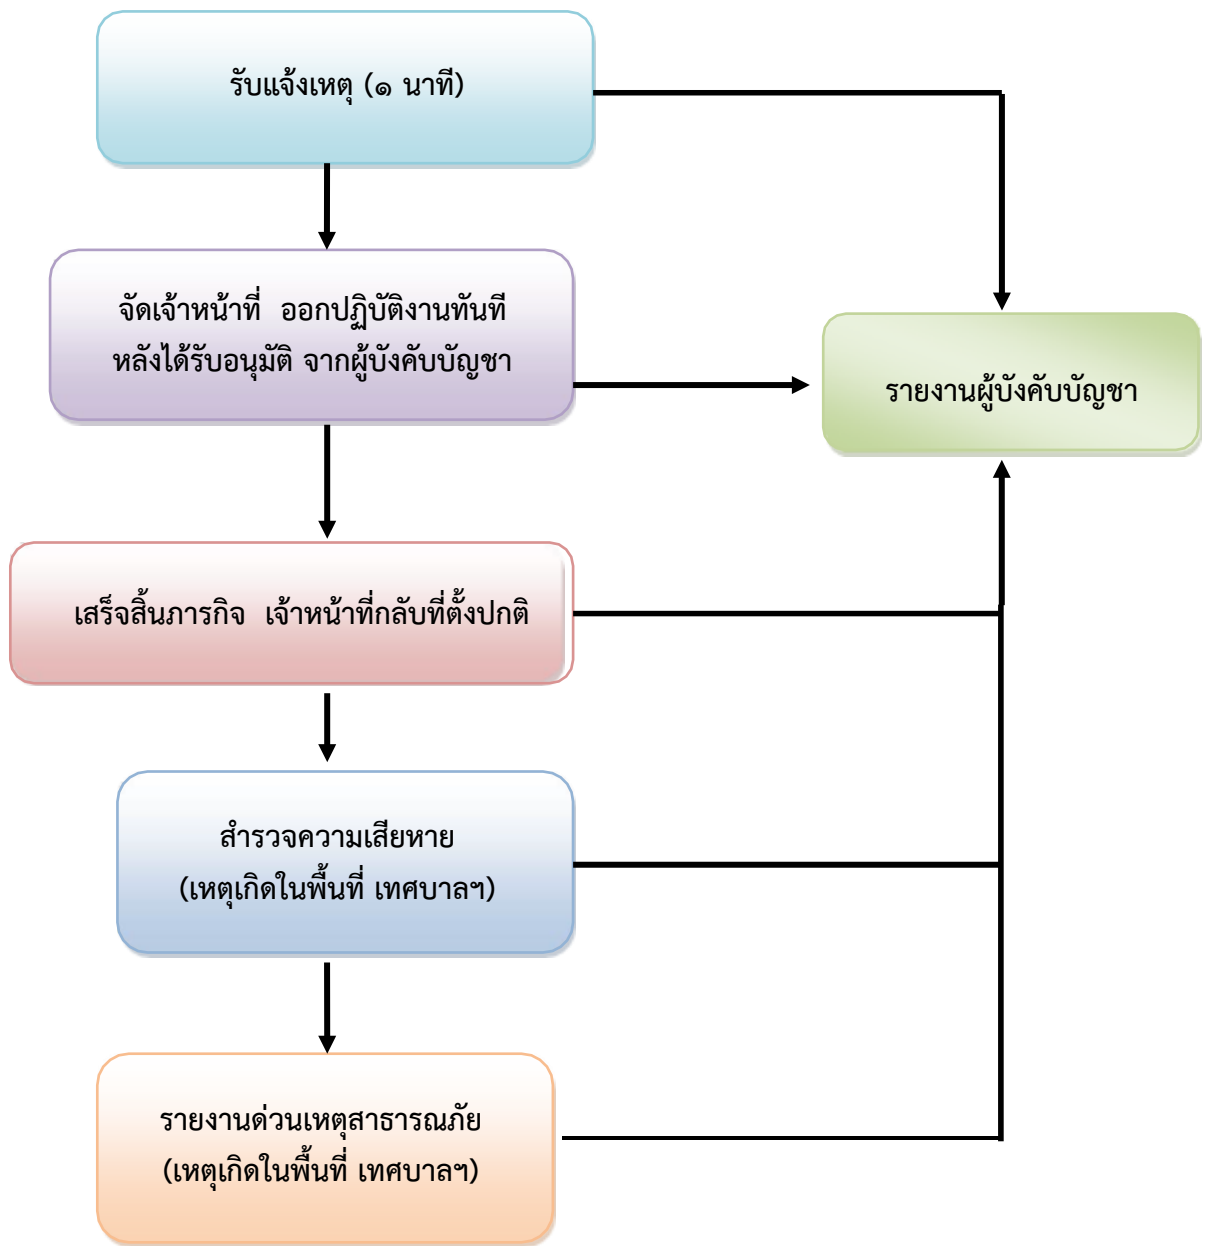 รับแจ้งเหตุ (๑ นาที)
จัดเจ้าหน้าที่ ออกปฏิบัติงานทันที
หลังได้รับอนุมัติ จากผู้บังคับบัญชา
รายงานผู้บังคับบัญชา
เสร็จสิ้นภารกิจ เจ้าหน้าที่กลับที่ตั้งปกติ
สำรวจความเสียหาย
(เหตุเกิดในพื้นที่ เทศบาลฯ)
รายงานด่วนเหตุสาธารณภัย
(เหตุเกิดในพื้นที่ เทศบาลฯ)